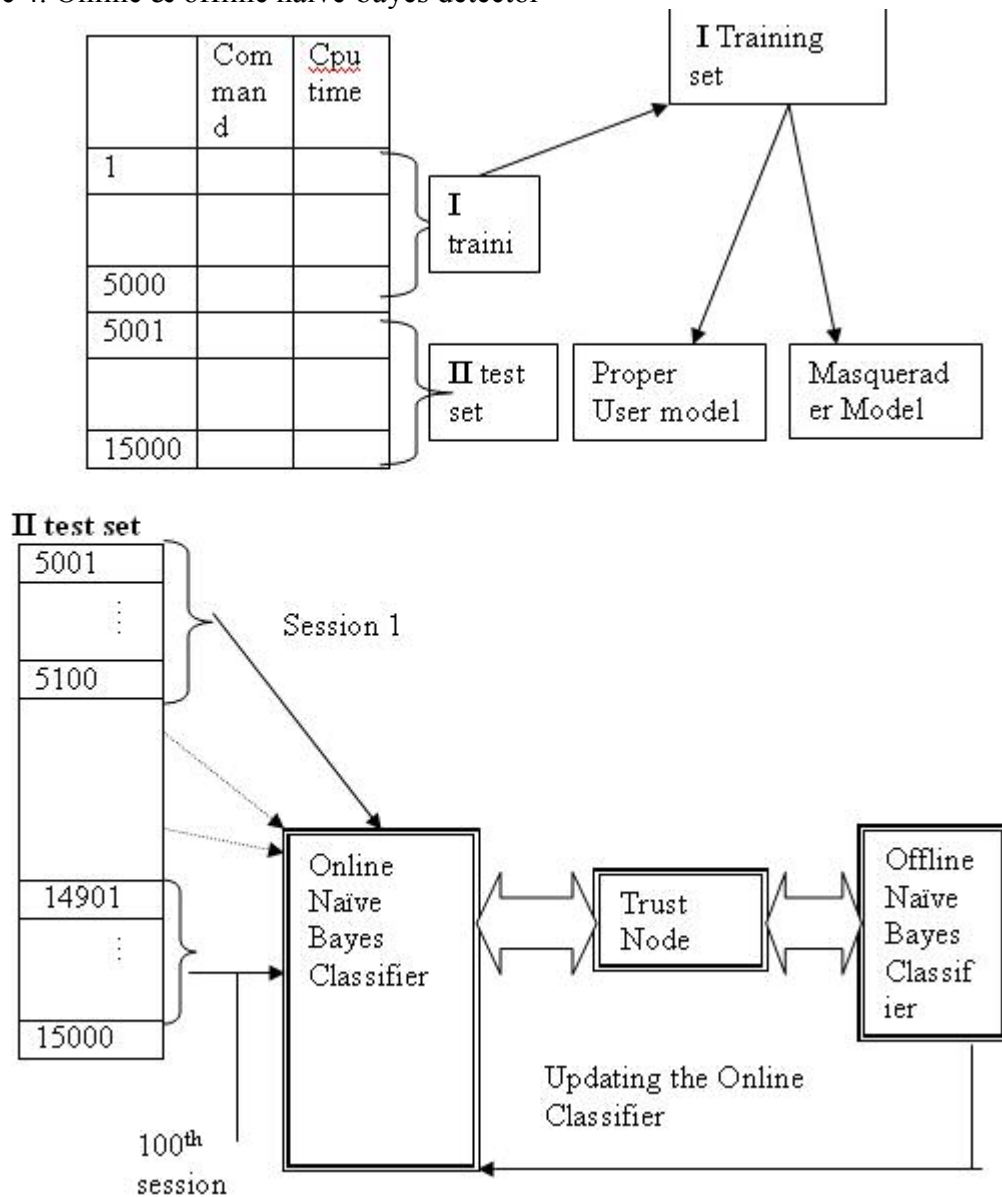 Online & offline naïve bayes detector
Com
man
d
Cpu
time
1
5000
5001
15000
I
traini
I Training
set
II test
set
Proper
User model
Masquerad
er Model
II test set
5001
⋮
5100
14901
⋮
15000
Session 1
100th
session
Online
Naïve
Bayes
Classifier
Trust
Node
Offline
Naïve
Bayes
Classif
ier
Updating the Online
Classifier